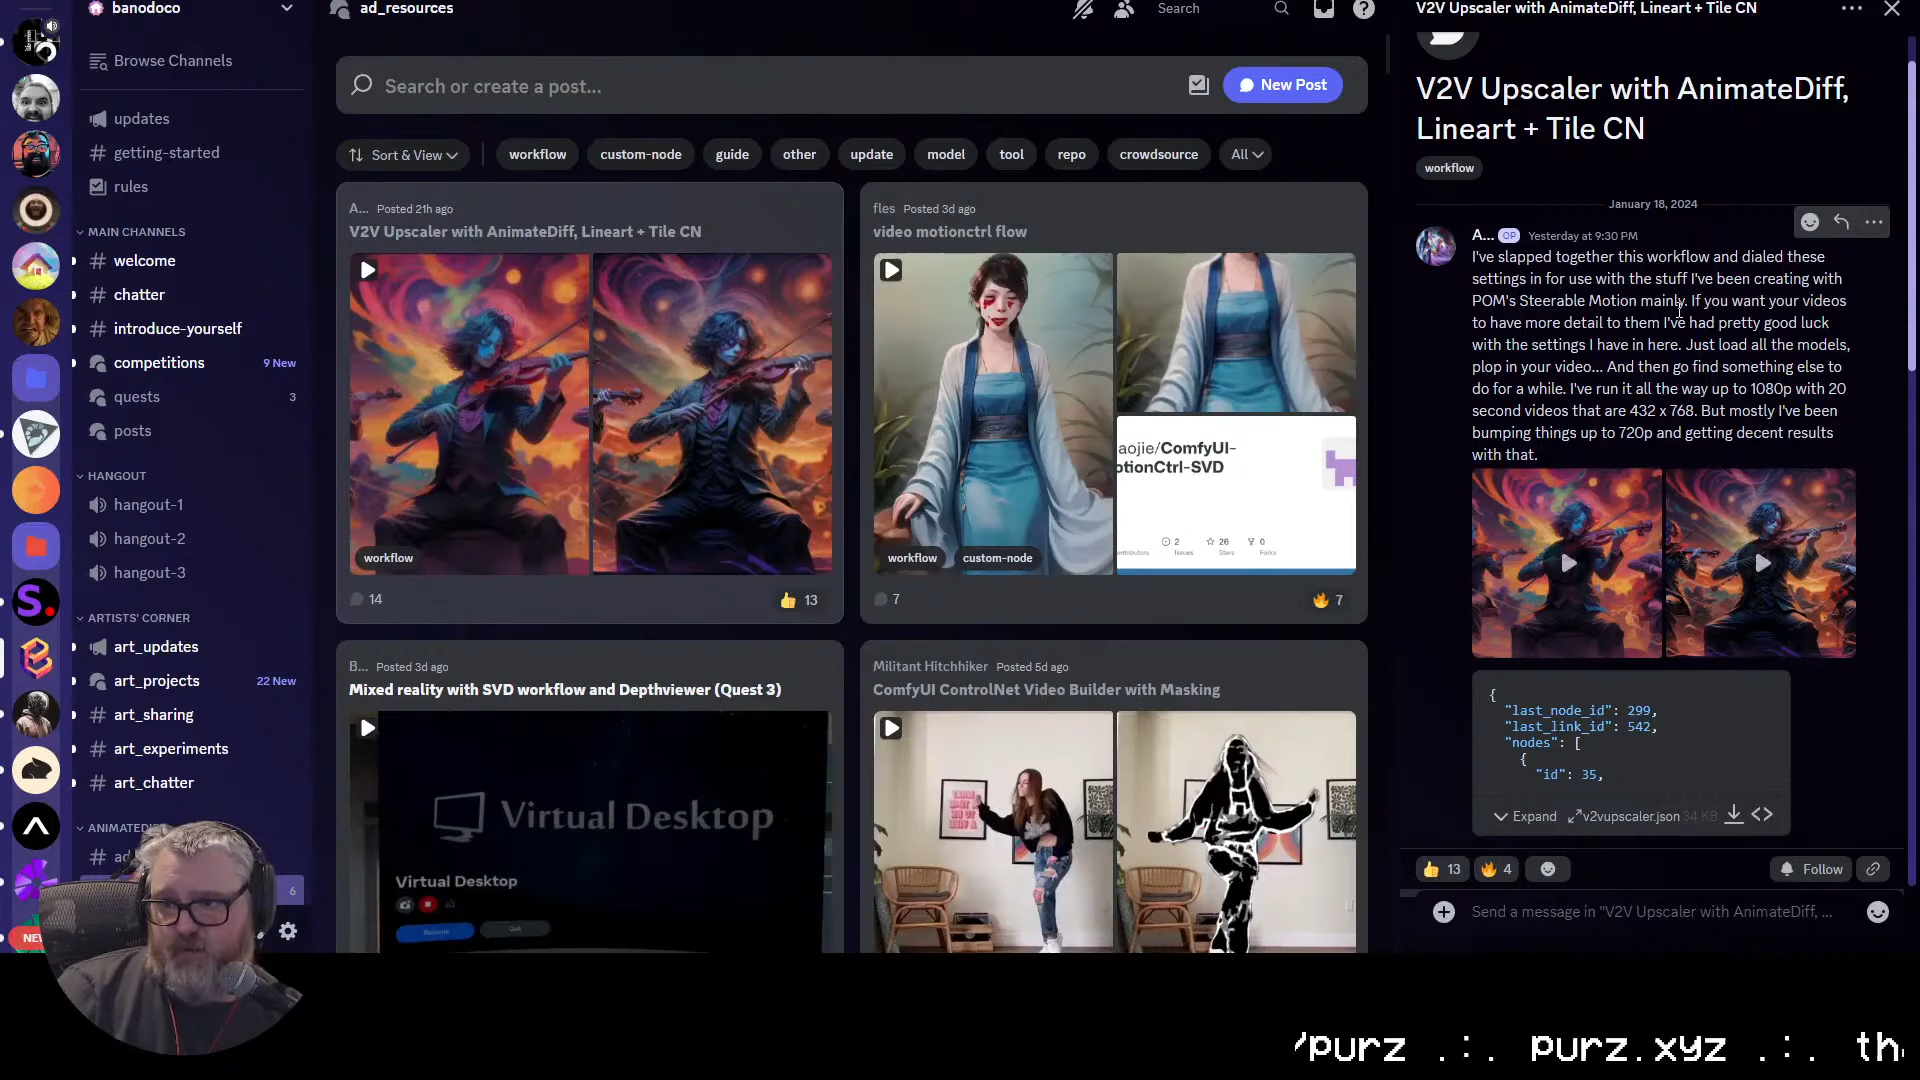 banodoco
Browse Channels
updates
getting-started
rules
MAIN CHANNELS
welcome
chatter
introduce-yourself
competitions 9 New
quests 3
posts
HANGOUT
hangout-1
hangout-2
hangout-3
ARTISTS' CORNER
art_updates
art_projects 22 New
art_sharing
art_experiments
art_chatter
6
S.
ad_resources
Search
Search or create a post...
New Post
Sort & View
workflow
custom-node
guide
other
update
model
tool
repo
crowdsource
All
A... Posted 21h ago
V2V Upscaler with AnimateDiff, Lineart + Tile CN
workflow
14
13
fles Posted 3d ago
video motionctrl flow
aojie/ComfyUI-
otionCtrl-SVD
2
Issues
26
Stars
0
Forks
workflow
custom-node
7
7
B... Posted 3d ago
Mixed reality with SVD workflow and Depthviewer (Quest 3)
Virtual Desktop
Virtual Desktop
Militant Hitchhiker Posted 5d ago
ComfyUI ControlNet Video Builder with Masking
V2V Upscaler with AnimateDiff, Lineart + Tile CN
V2V Upscaler with AnimateDiff,
Lineart + Tile CN
workflow
January 18, 2024
A... OP Yesterday at 9:30 PM
I've slapped together this workflow and dialed these
settings in for use with the stuff I've been creating with
POM's Steerable Motion mainly. If you want your videos
to have more detail to them I've had pretty good luck
with the settings I have in here. Just load all the models,
plop in your video... And then go find something else to
do for a while. I've run it all the way up to 1080p with 20
second videos that are 432 x 768. But mostly I've been
bumping things up to 720p and getting decent results
with that.
{
"last_node_id": 299,
"last_link_id": 542,
"nodes": [
{
"id": 35,
Expand v2vupscaler.json 34 KB
13
4
Follow
Send a message in "V2V Upscaler with AnimateDiff, ...
/purz .:. purz.xyz .:. th